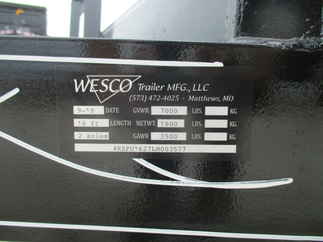 WESCO Trailer MFG., LLC
(573) 472-4025 · Matthews, MO
DATE GVWR 7000 LBS KG
16 Ft. LENGTH NETWT 1900 LBS KG
2 axles GAWR 3500 LBS KG